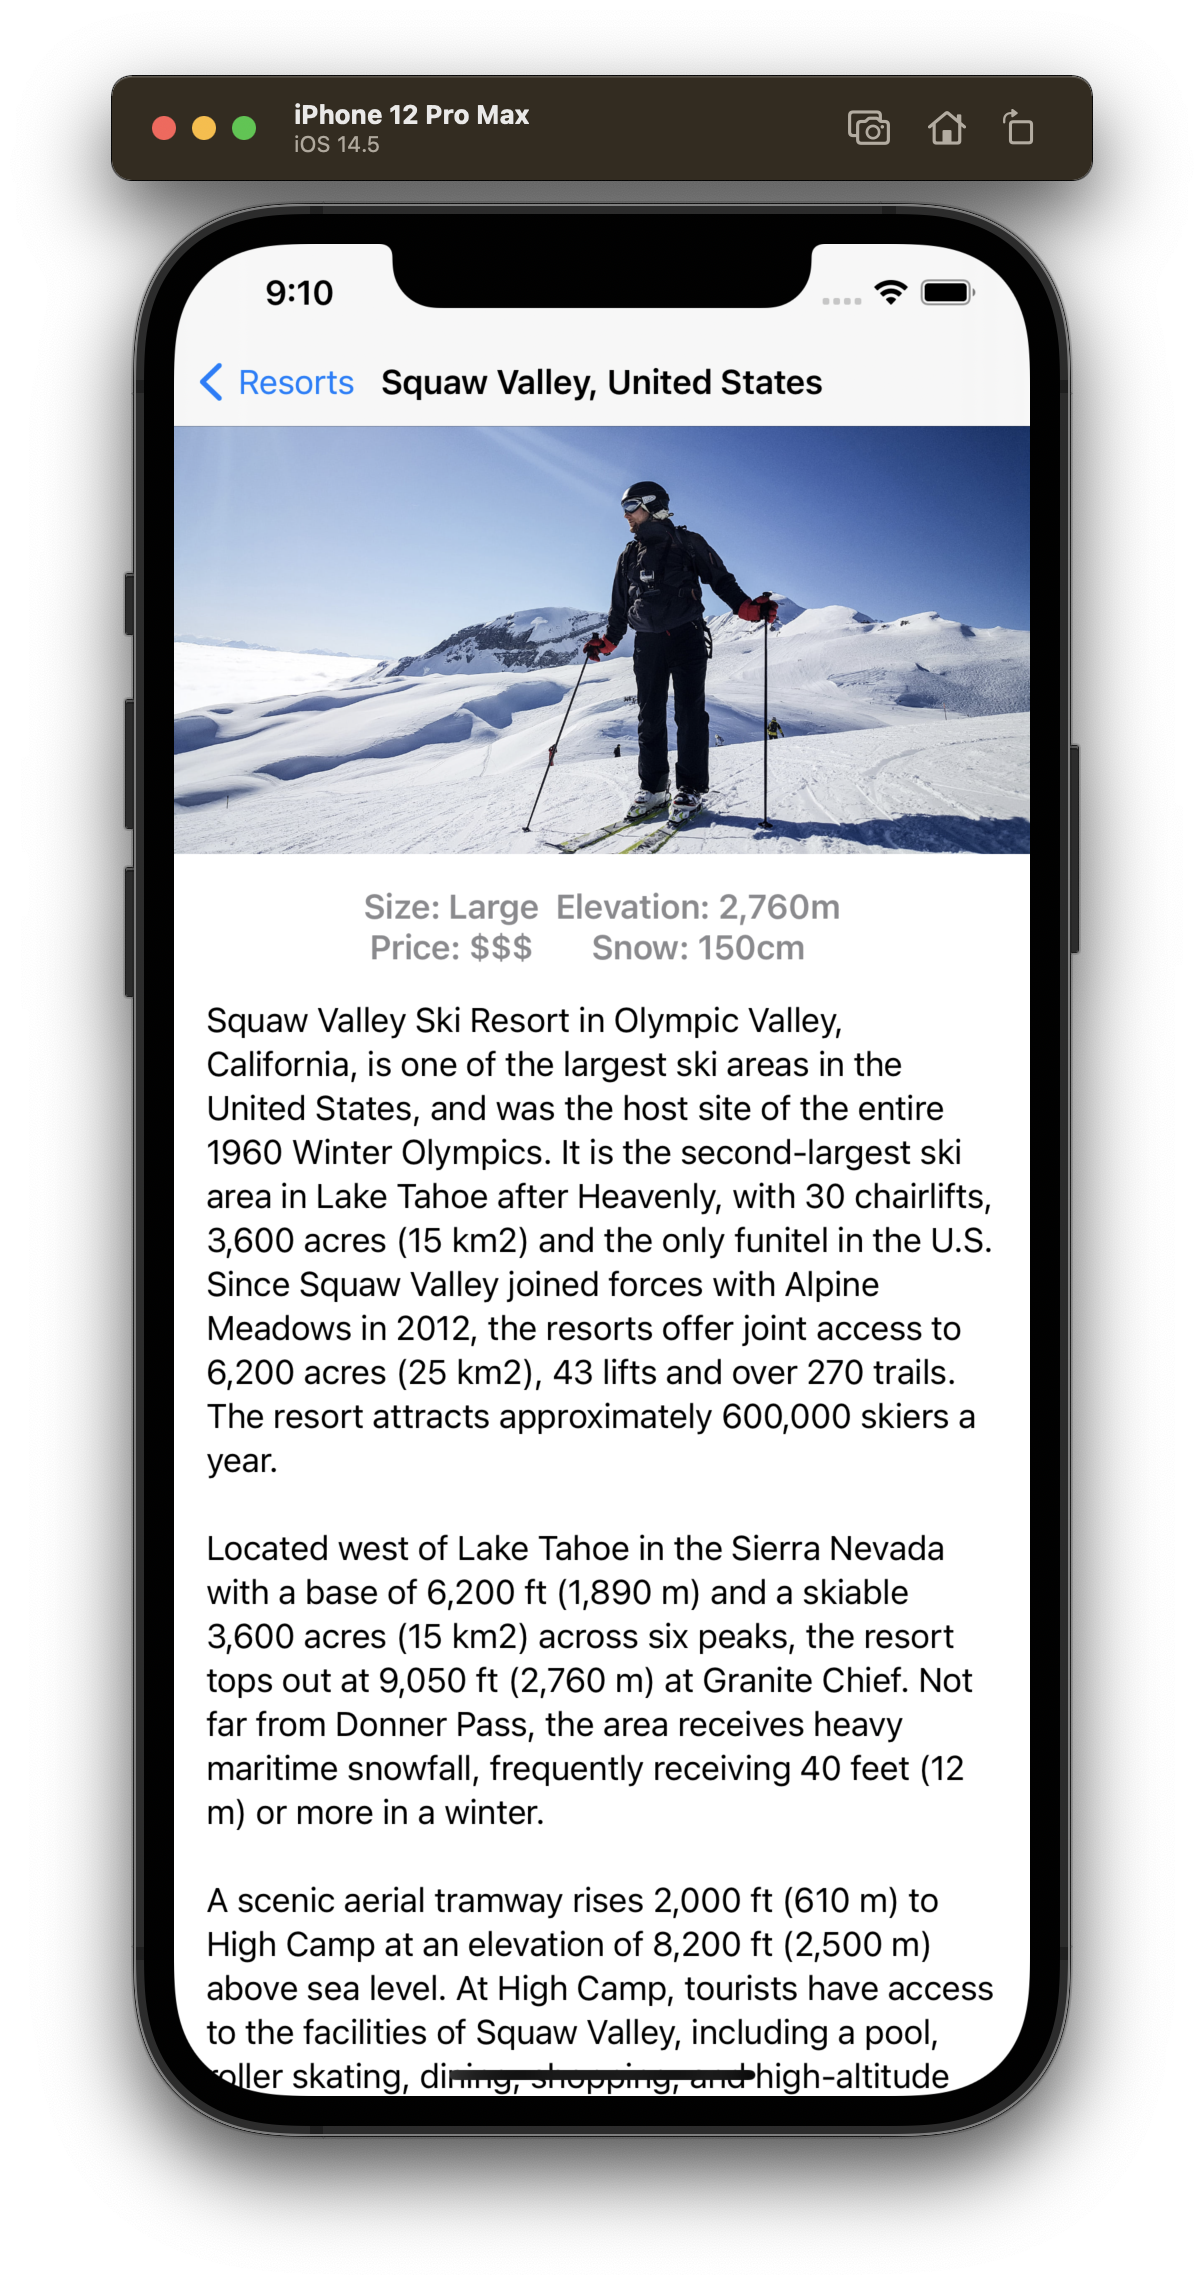 iPhone 12 Pro Max
iOS 14.5
9:10
Resorts Squaw Valley, United States
Size: Large Elevation: 2,760m
Price: $$$ Snow: 150cm
Squaw Valley Ski Resort in Olympic Valley,
California, is one of the largest ski areas in the
United States, and was the host site of the entire
1960 Winter Olympics. It is the second-largest ski
area in Lake Tahoe after Heavenly, with 30 chairlifts,
3,600 acres (15 km2) and the only funitel in the U.S.
Since Squaw Valley joined forces with Alpine
Meadows in 2012, the resorts offer joint access to
6,200 acres (25 km2), 43 lifts and over 270 trails.
The resort attracts approximately 600,000 skiers a
year.
Located west of Lake Tahoe in the Sierra Nevada
with a base of 6,200 ft (1,890 m) and a skiable
3,600 acres (15 km2) across six peaks, the resort
tops out at 9,050 ft (2,760 m) at Granite Chief. Not
far from Donner Pass, the area receives heavy
maritime snowfall, frequently receiving 40 feet (12
m) or more in a winter.
A scenic aerial tramway rises 2,000 ft (610 m) to
High Camp at an elevation of 8,200 ft (2,500 m)
above sea level. At High Camp, tourists have access
to the facilities of Squaw Valley, including a pool,
roller skating, dining, shopping, and high-altitude